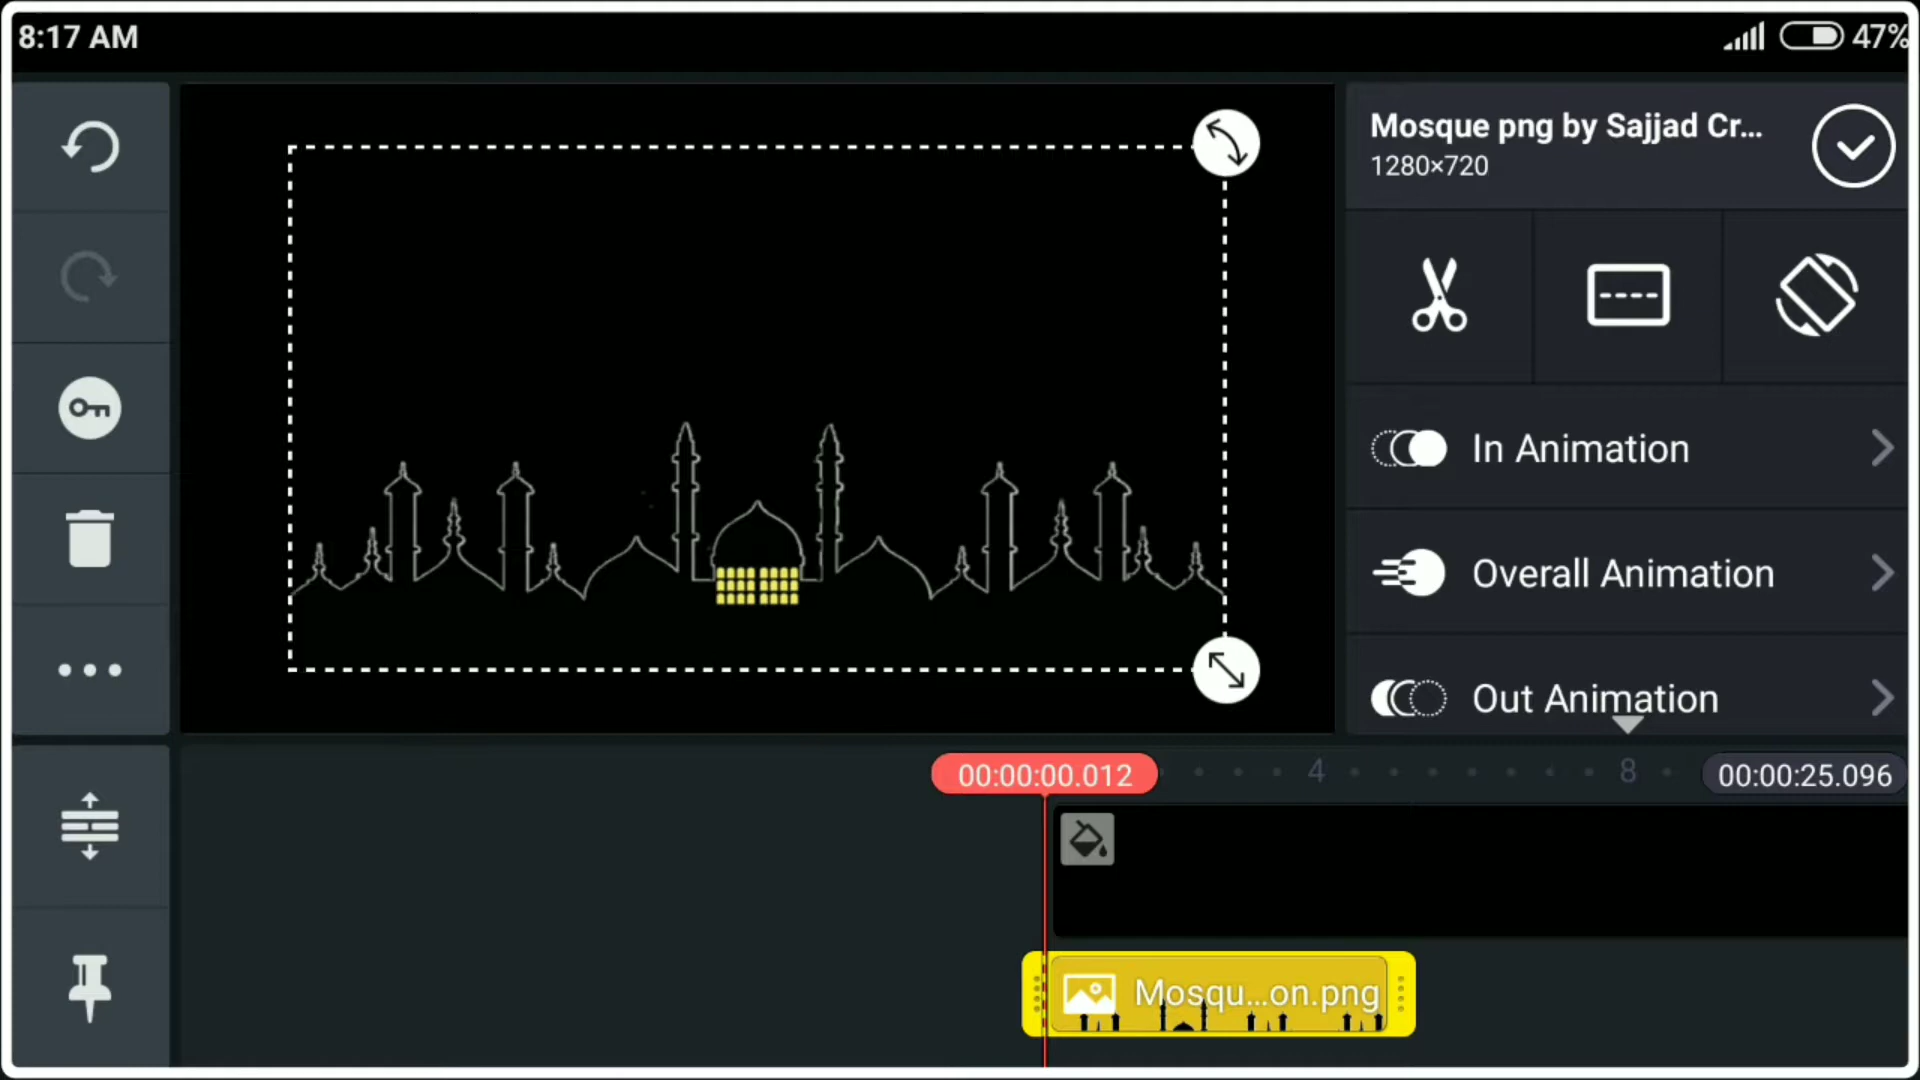 8:17 AM
47%
Mosque png by Sajjad Cr...
1280×720
In Animation
Overall Animation
Out Animation
00:00:00.012
4
8
00:00:25.096
Mosqu...on.png